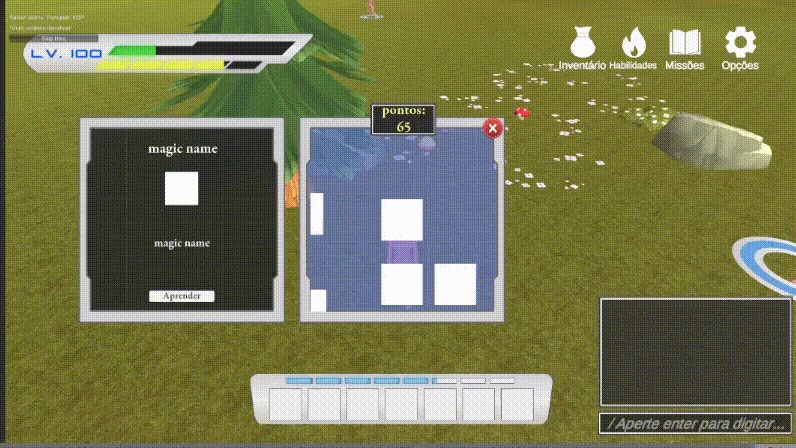 LV. 100
Inventário
Habilidades
Missões
Opções
pontos:
65
magic name
magic name
Aprender
/ Aperte enter para digitar...